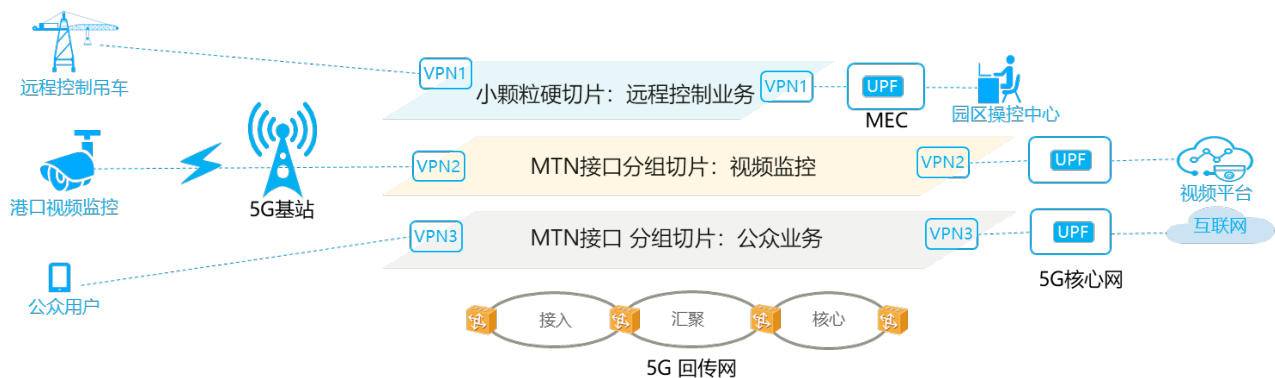 远程控制吊车
VPN1
小颗粒硬切片：远程控制业务
VPN1
UPF
MEC
园区操控中心
港口视频监控
5G基站
VPN2
MTN接口分组切片：视频监控
VPN2
UPF
视频平台
公众用户
VPN3
MTN接口 分组切片：公众业务
VPN3
UPF
互联网
5G核心网
接入
汇聚
核心
5G 回传网